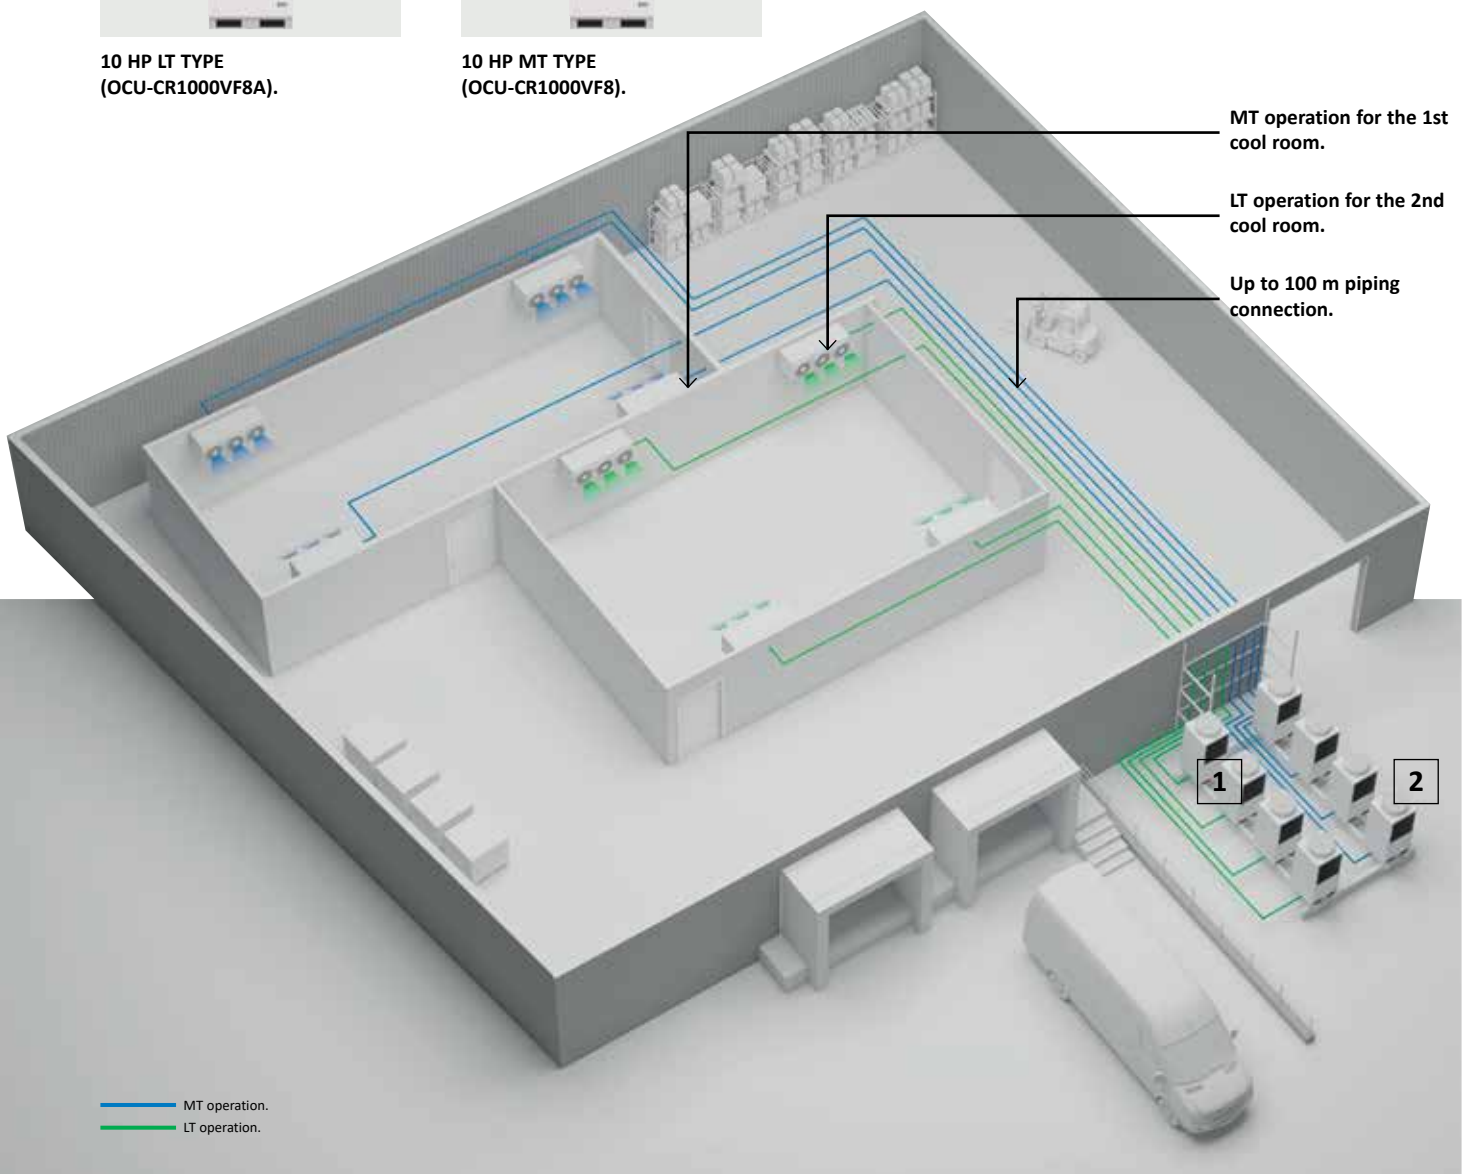 10 HP LT TYPE
(OCU-CR1000VF8A).
10 HP MT TYPE
(OCU-CR1000VF8).
MT operation for the 1st
cool room.
LT operation for the 2nd
cool room.
Up to 100 m piping
connection.
1
2
MT operation.
LT operation.